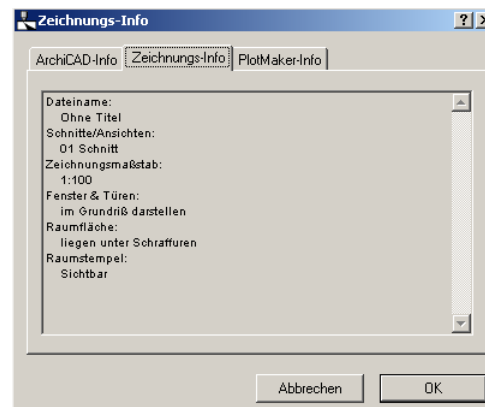 Zeichnungs-Info
ArchiCAD-Info Zeichnungs-Info PlotMaker-Info
Dateiname:
Ohne Titel
Schnitte/Ansichten:
01 Schnitt
Zeichnungsmaßstab:
1:100
Fenster & Türen:
im Grundriß darstellen
Raumfläche:
liegen unter Schraffuren
Raumstempel:
Sichtbar
Abbrechen OK